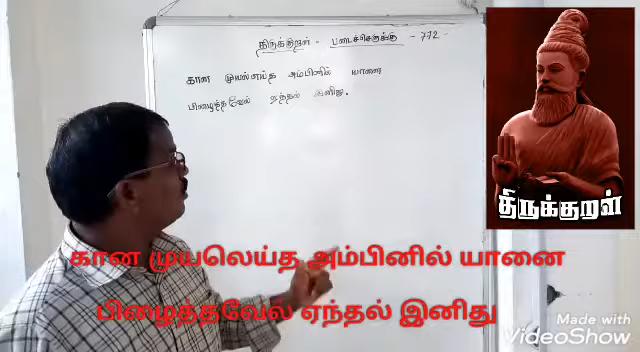 திருக்குறள் - படைச்செருக்கு - 772
கான முயல்எய்த அம்பினில் யானை
பிழைத்தவேல் ஏந்தல் இனிது.
திருக்குறள்
கான முயலெய்த அம்பினில் யானை
பிழைத்தவேல் ஏந்தல் இனிது
Made with
VideoShow